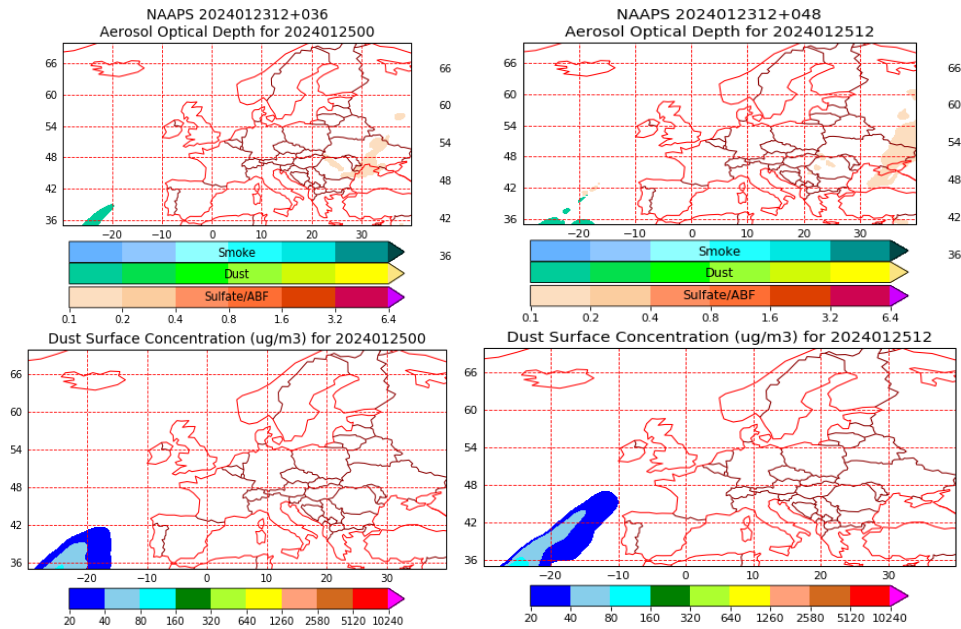 NAAPS 2024012312+036
Aerosol Optical Depth for 2024012500
66
60
54
48
42
36
−20 −10 0 10 20 30
66
60
54
48
42
36
Smoke
Dust
Sulfate/ABF
0.1 0.2 0.4 0.8 1.6 3.2 6.4
NAAPS 2024012312+048
Aerosol Optical Depth for 2024012512
66
60
54
48
42
36
−20 −10 0 10 20 30
66
60
54
48
42
36
Smoke
Dust
Sulfate/ABF
0.1 0.2 0.4 0.8 1.6 3.2 6.4
Dust Surface Concentration (ug/m3) for 2024012500
66
60
54
48
42
36
−20 −10 0 10 20 30
20 40 80 160 320 640 1260 2580 5120 10240
Dust Surface Concentration (ug/m3) for 2024012512
66
60
54
48
42
36
−20 −10 0 10 20 30
20 40 80 160 320 640 1260 2580 5120 10240